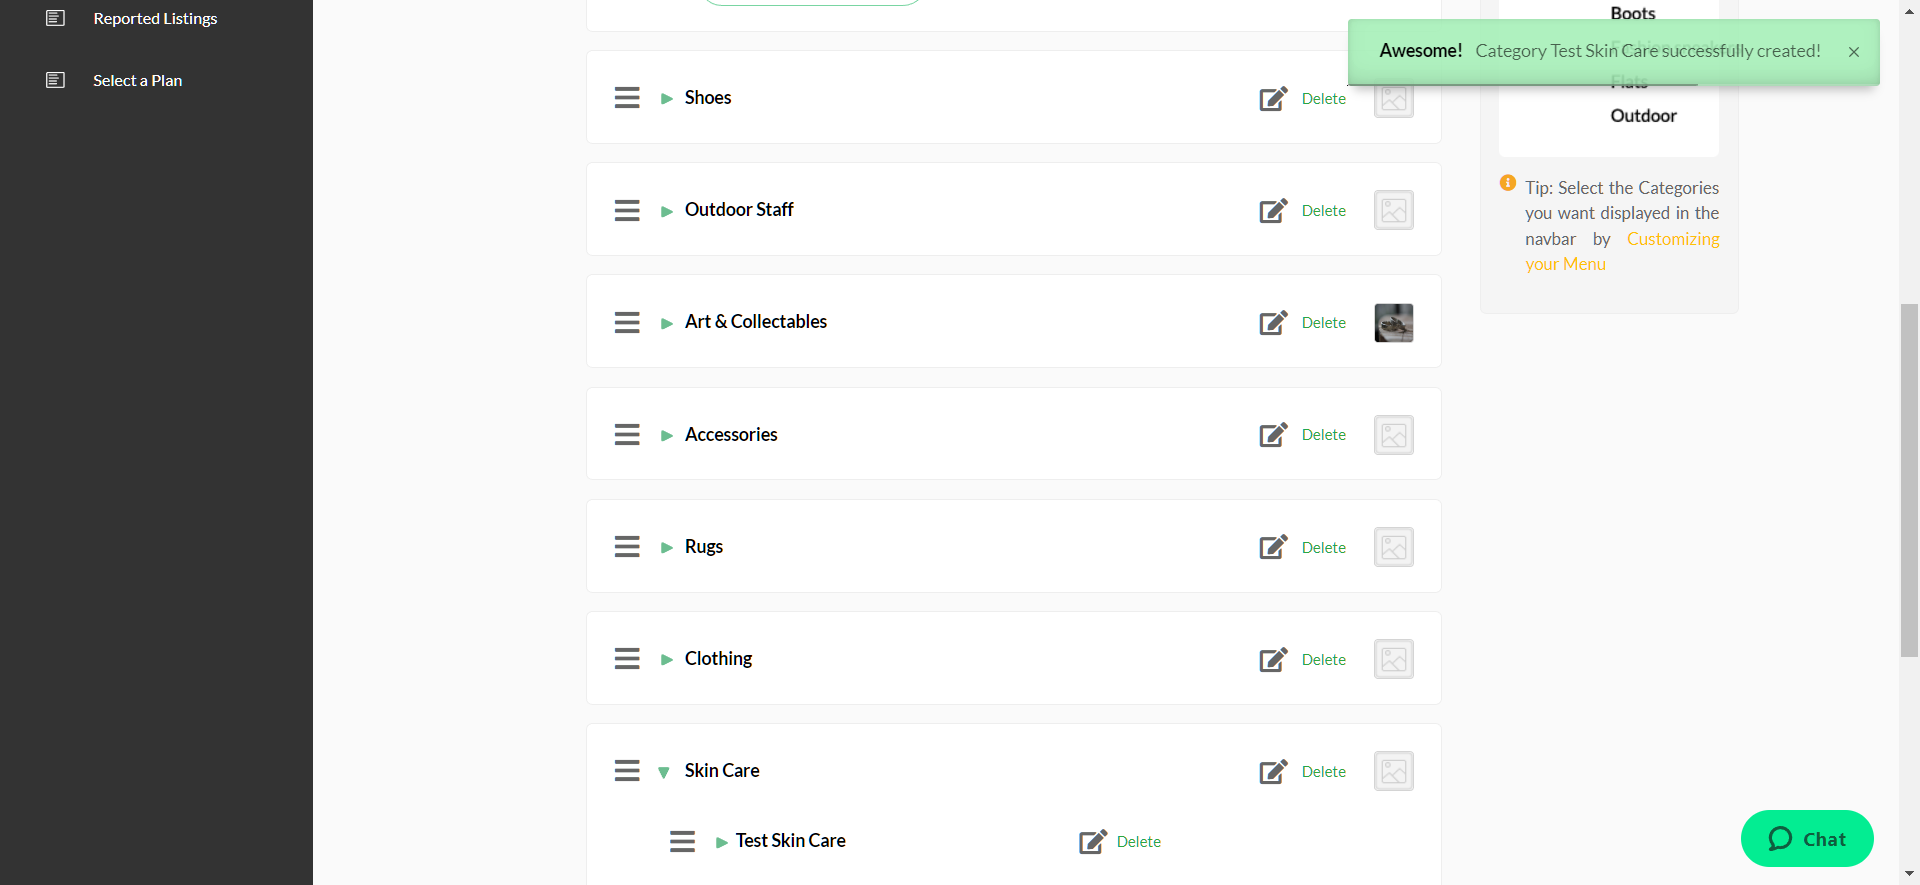 Reported Listings
Select a Plan
Boots
Awesome! Category Test Skin Care successfully created!
Flats
Outdoor
Shoes
Delete
Outdoor Staff
Delete
Tip: Select the Categories
you want displayed in the
navbar by Customizing
your Menu
Art & Collectables
Delete
Accessories
Delete
Rugs
Delete
Clothing
Delete
Skin Care
Delete
Test Skin Care
Delete
Chat